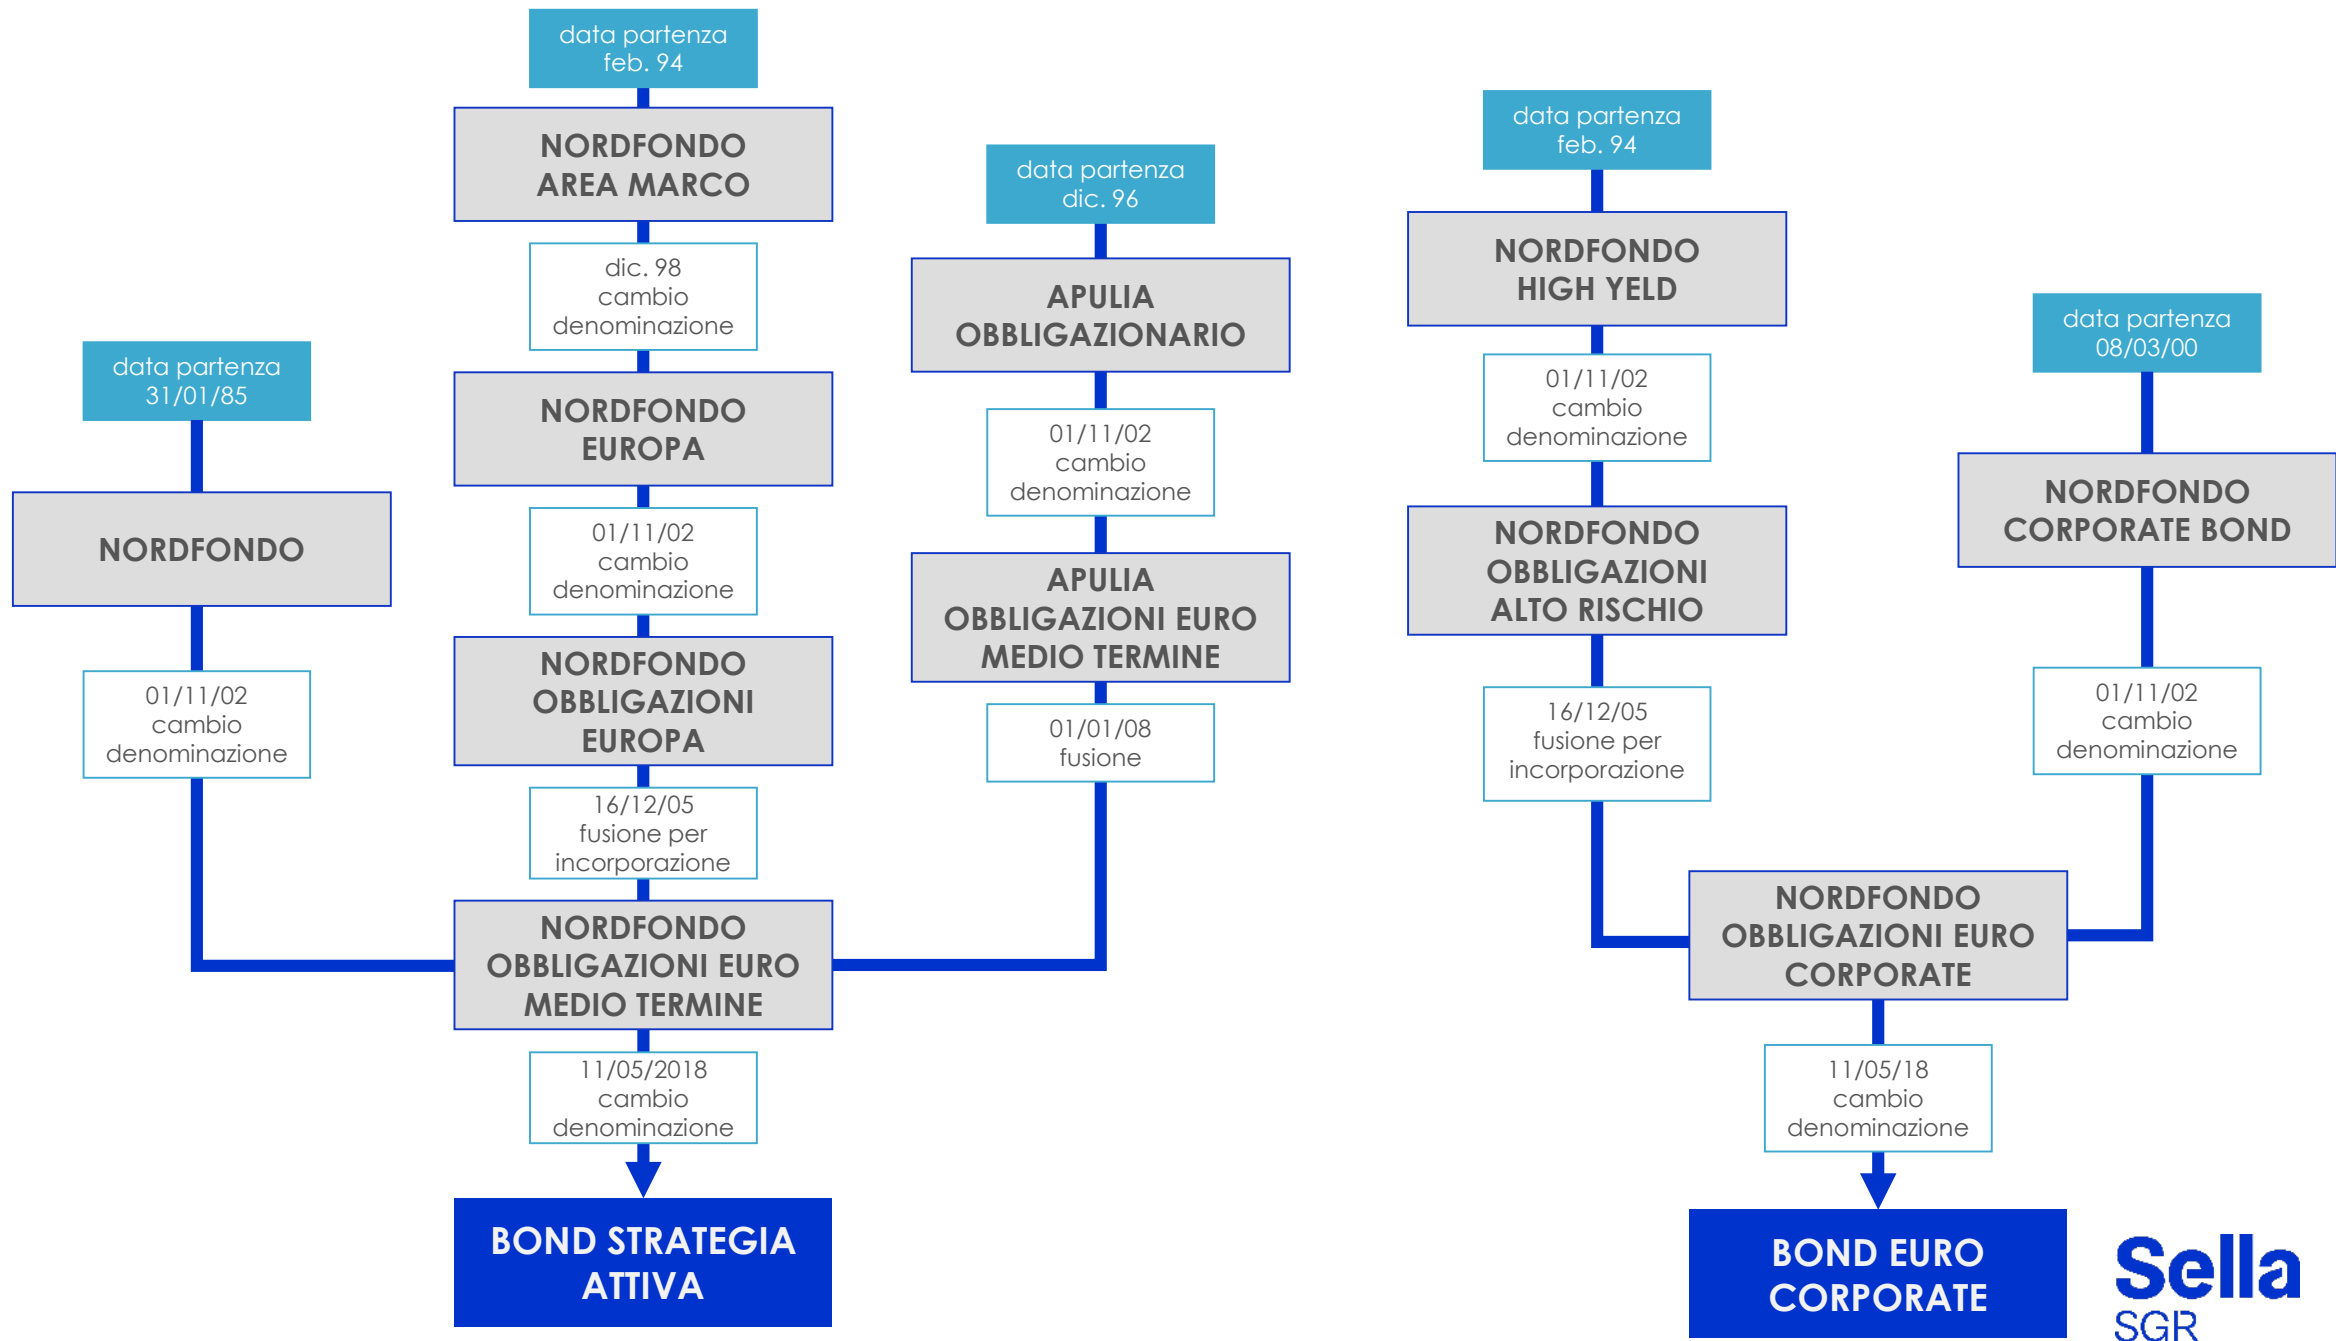 data partenza
31/01/85
NORDFONDO
01/11/02
cambio
denominazione
data partenza
feb. 94
NORDFONDO
AREA MARCO
dic. 98
cambio
denominazione
NORDFONDO
EUROPA
01/11/02
cambio
denominazione
NORDFONDO
OBBLIGAZIONI
EUROPA
16/12/05
fusione per
incorporazione
data partenza
dic. 96
APULIA
OBBLIGAZIONARIO
01/11/02
cambio
denominazione
APULIA
OBBLIGAZIONI EURO
MEDIO TERMINE
01/01/08
fusione
NORDFONDO
OBBLIGAZIONI EURO
MEDIO TERMINE
11/05/2018
cambio
denominazione
BOND STRATEGIA
ATTIVA
data partenza
feb. 94
NORDFONDO
HIGH YELD
01/11/02
cambio
denominazione
NORDFONDO
OBBLIGAZIONI
ALTO RISCHIO
16/12/05
fusione per
incorporazione
data partenza
08/03/00
NORDFONDO
CORPORATE BOND
01/11/02
cambio
denominazione
NORDFONDO
OBBLIGAZIONI EURO
CORPORATE
11/05/18
cambio
denominazione
BOND EURO
CORPORATE
Sella
SGR